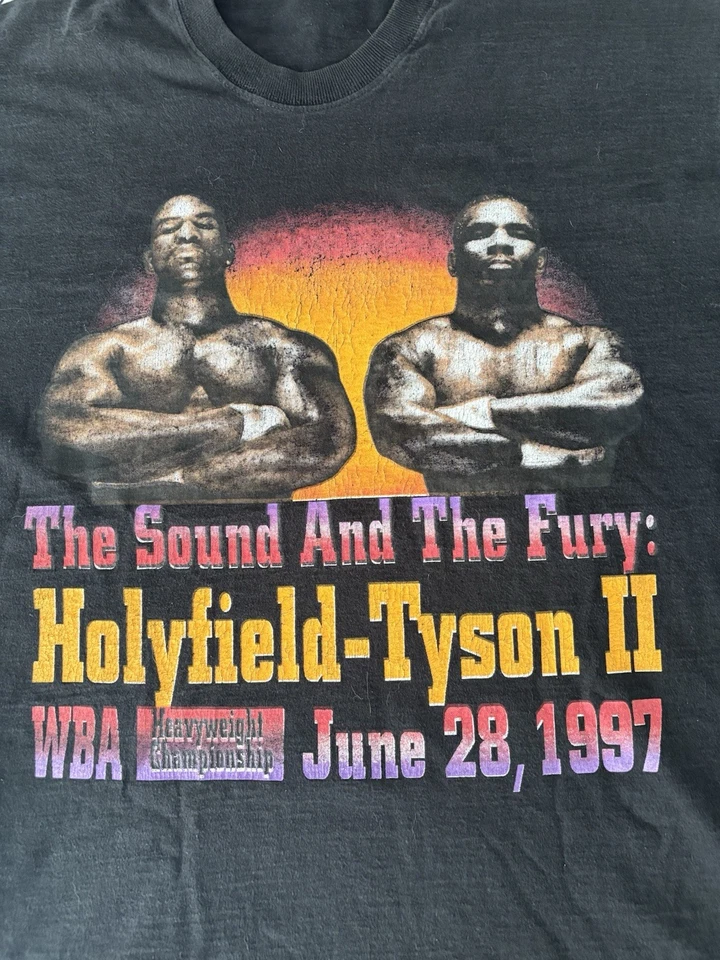 The Sound And The Fury:
Holyfield-Tyson II
WBA Heavyweight Championship June 28, 1997